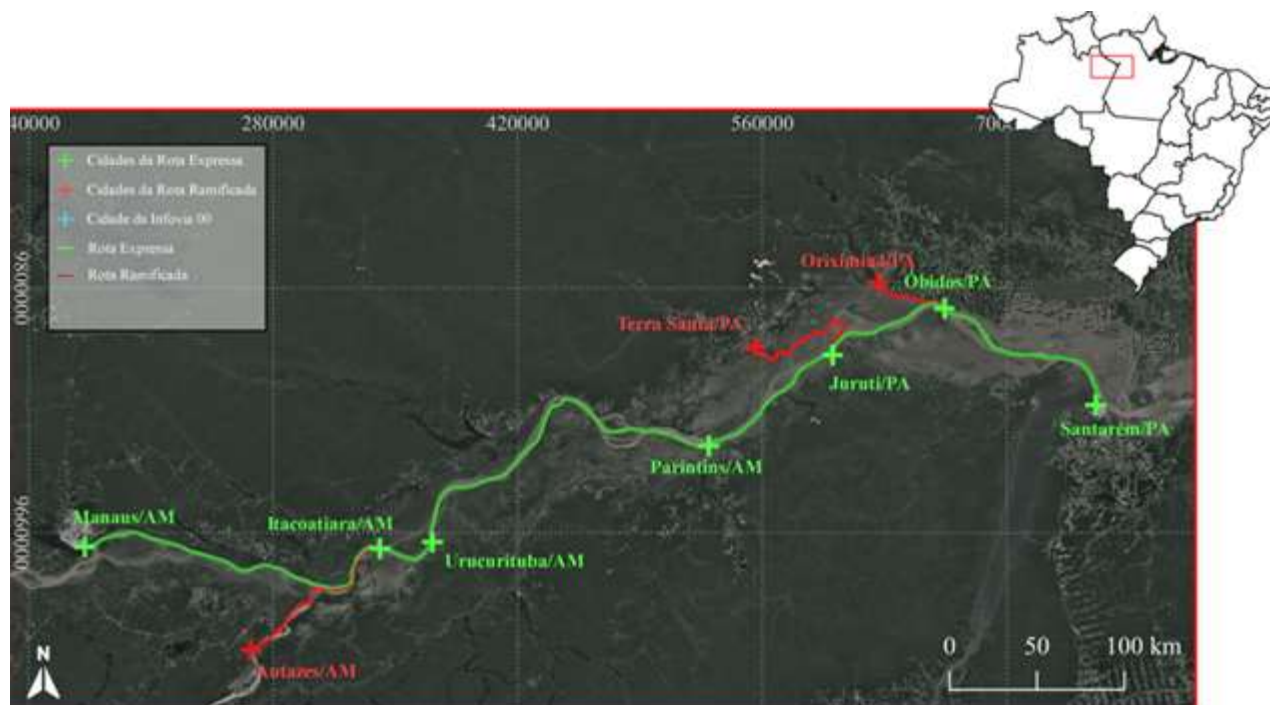 40000 280000 420000 560000 700
Cidades da Rota Expressa
Cidades da Rota Ramificada
Cidade da Infovia 00
Rota Expressa
Rota Ramificada
9800000
Oriximiná/PA
Óbidos/PA
Terra Santa/PA
Juruti/PA
Santarém/PA
Parintins/AM
9660000
Manaus/AM
Itacoatiara/AM
Urucurituba/AM
Autazes/AM
N
0 50 100 km